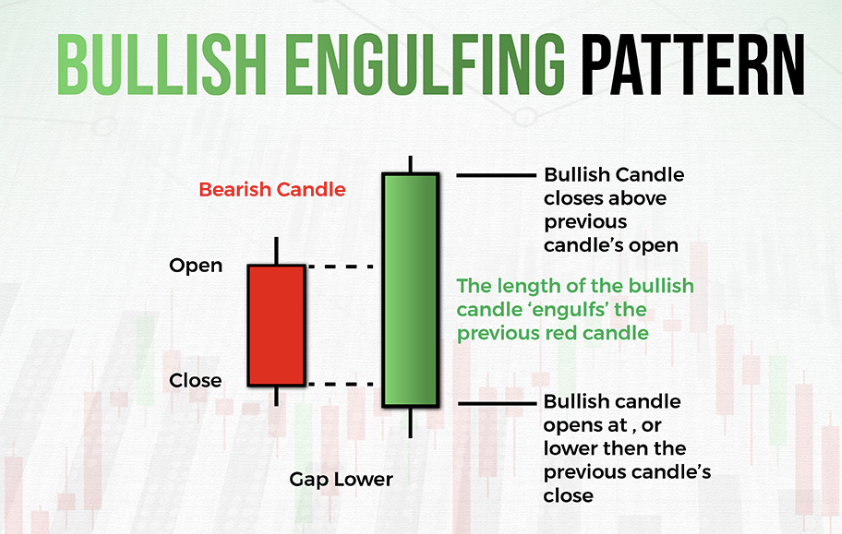 BULLISH ENGULFING PATTERN
Bearish Candle
Open
Close
Gap Lower
Bullish Candle
closes above
previous
candle's open
The length of the bullish
candle 'engulfs' the
previous red candle
Bullish candle
opens at , or
lower then the
previous candle's
close